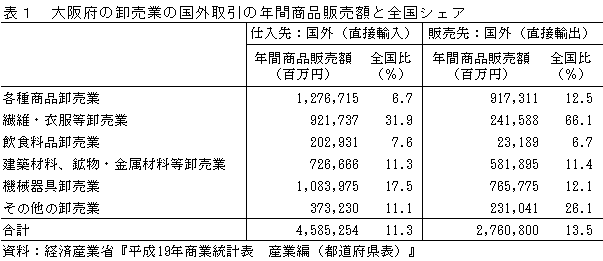 表１　大阪府の卸売業の国外取引の年間商品販売額と全国シェア
仕入先：国外（直接輸入）　販売先：国外（直接輸出）
年間商品販売額（百万円）　全国比（％）　年間商品販売額（百万円）　全国比（％）
各種商品卸売業　1,276,715　6.7　917,311　12.5
繊維・衣服等卸売業　921,737　31.9　241,588　66.1
飲食料品卸売業　202,931　7.6　23,189　6.7
建築材料、鉱物・金属材料等卸売業　726,666　11.3　581,895　11.4
機械器具卸売業　1,083,975　17.5　765,775　12.1
その他の卸売業　373,230　11.1　231,041　26.1
合計　4,585,254　11.3　2,760,800　13.5
資料：経済産業省『平成19年商業統計表　産業編（都道府県表）』